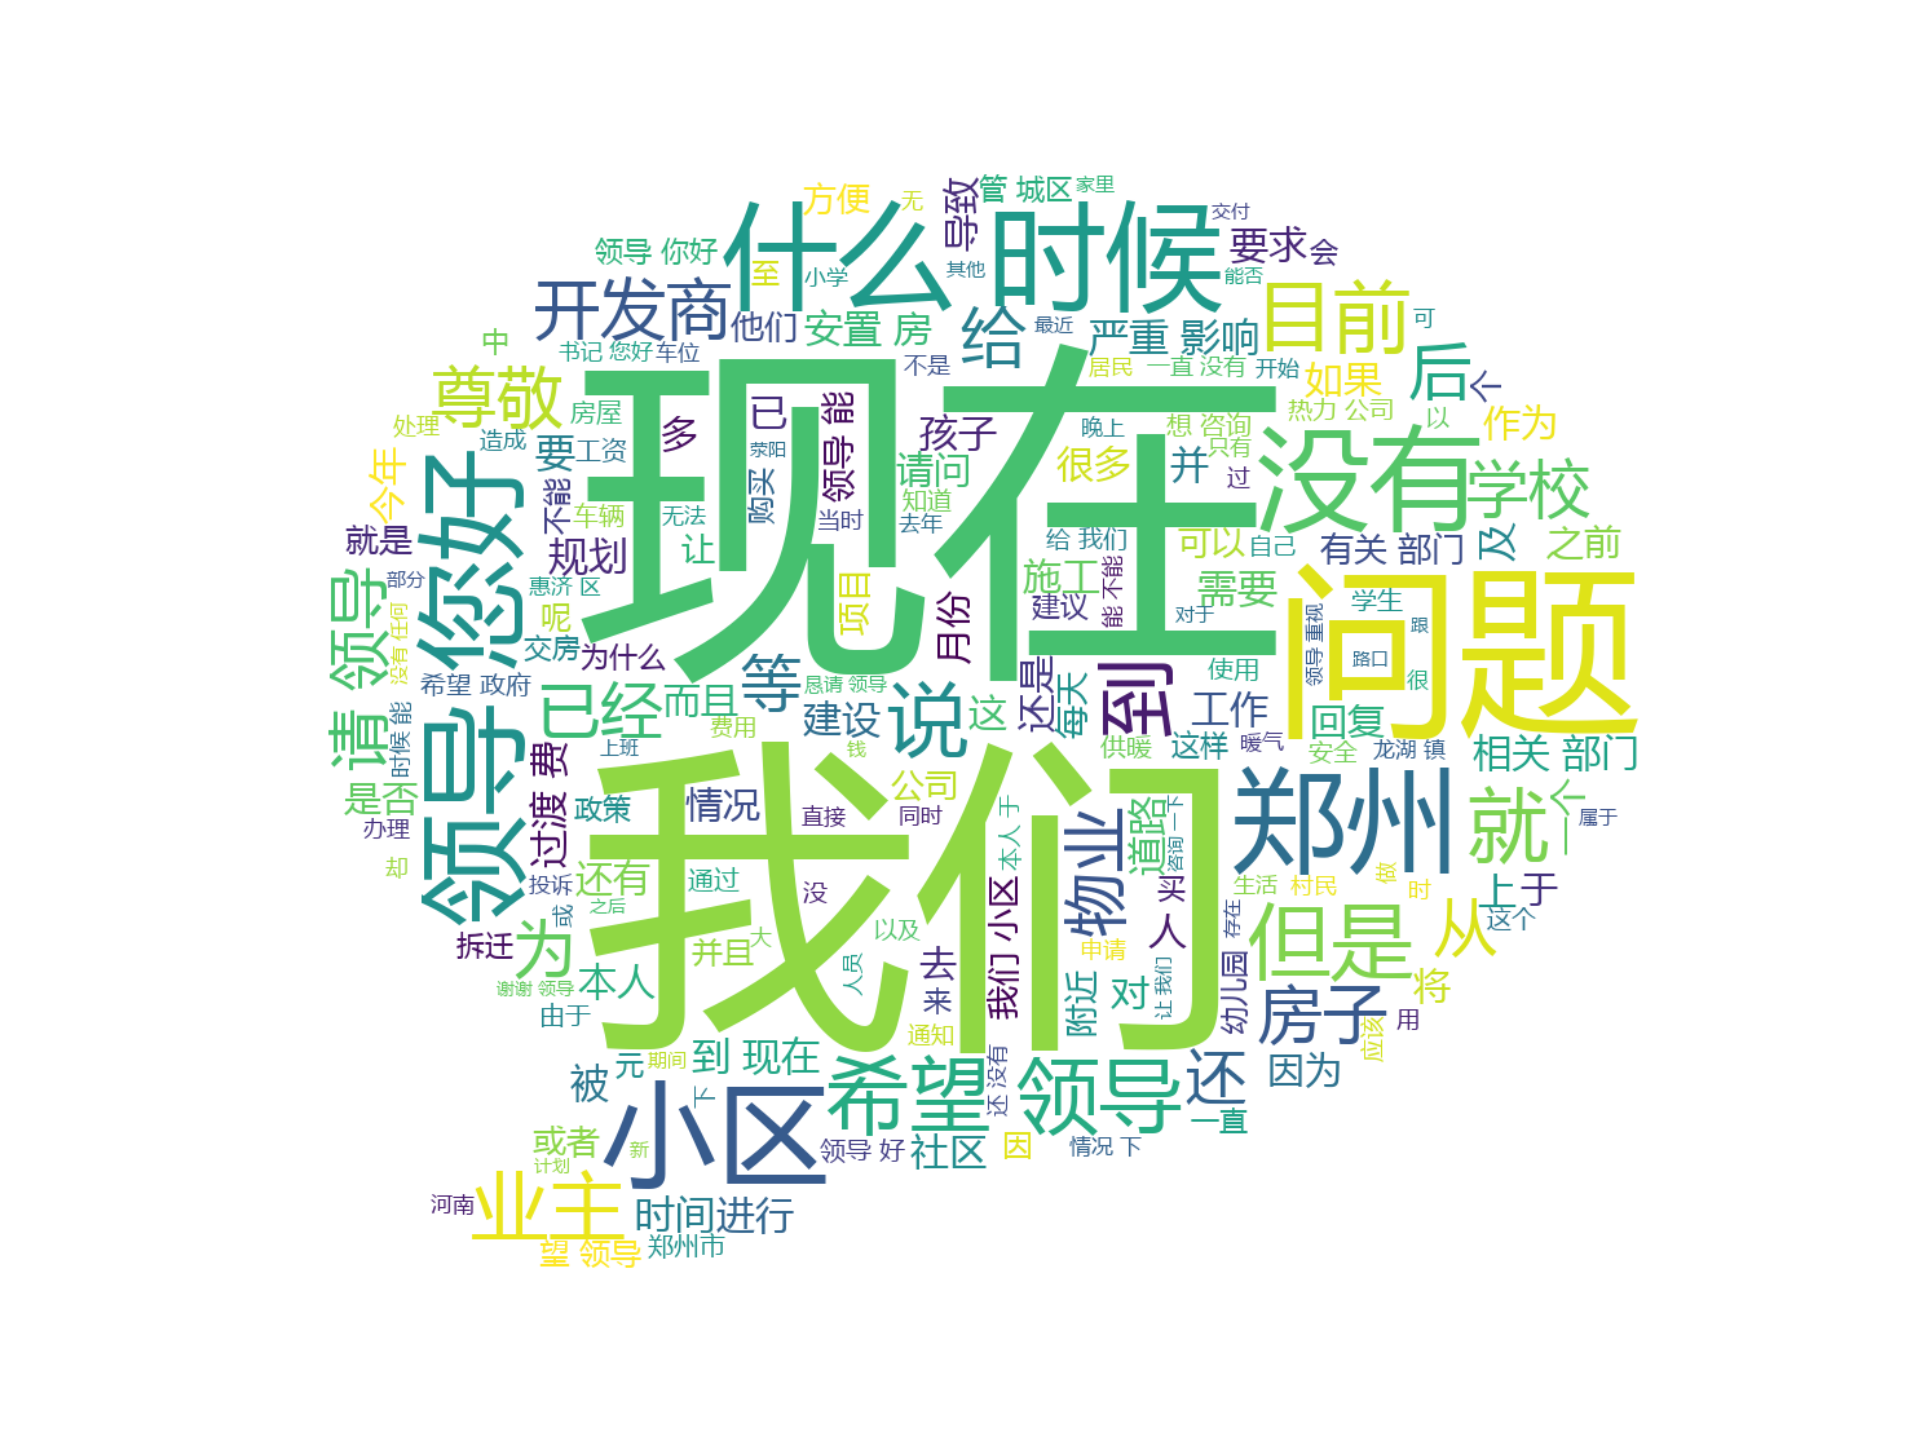 管 城区
家里
方便
无
导致
交付
什么 时候
要求
会
领导 你好
至
小学
其他
能否
开发商
他们
安置 房
给
最近
严重 影响
目前
可
中
书记 您好
车位
不是
居民
一直 没有
开始
如果
后
个
尊敬
房屋
多
已
领导 能
孩子
现在
想 咨询
热力 公司
以
作为
处理
造成
要
工资
荥阳
请问
很多
晚上
并
只有
过
没有
学校
今年
您好
领导
不能
车辆
无法
购买
当时
知道
去年
就是
规划
让
给 我们
可以
自己
有关 部门
及
之前
部分
惠济 区
呢
项目
月份
施工
建议
能 不能
需要
对于
问题
学生
领导 重视
跟
路口
很
请 领导
没有 任何
交房
为什么
希望 政府
时候 能
已经
而且
等
恳请 领导
建设
说
这
还是
每天
到
使用
工作
回复
费用
上班
钱
供暖
这样
暖气
安全
龙湖 镇
相关 部门
是否
办理
却
过渡 费
政策
情况
公司
直接
同时
我们
本人 于
物业
道路
咨询 一下
郑州
就
一个
属于
投诉
还有
通过
没
或
之后
我们 小区
买
人
生活
村民
做
时
上
于
这个
拆迁
为
并且
大
以及
去
来
人员
申请
存在
幼儿园
但是
从
谢谢 领导
本人
由于
通知
附近
对
让 我们
房子
将
用
应该
被
元
期间
到 现在
下
希望
还 没有
领导
还
因为
一直
小区
或者
新
计划
领导 好
社区
因
情况 下
河南
业主
时间
进行
望 领导
郑州市